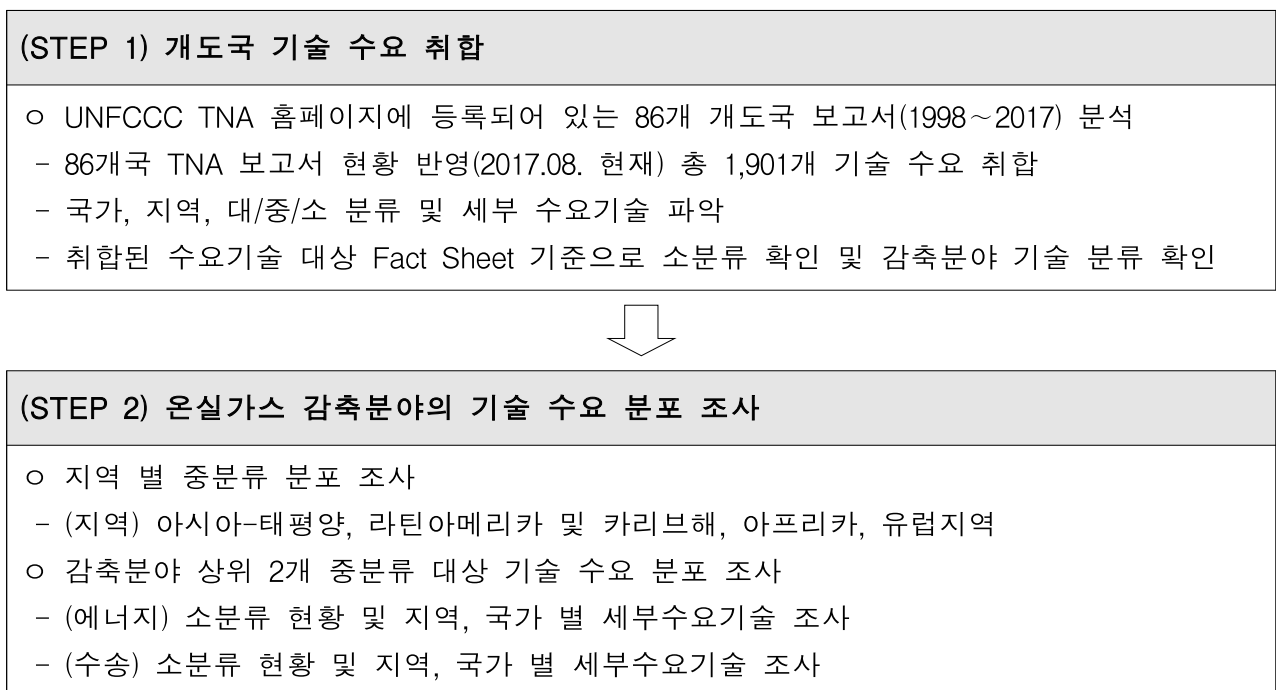 (STEP 1) 개도국 기술 수요 취합
ㅇ UNFCCC TNA 홈페이지에 등록되어 있는 86개 개도국 보고서(1998~2017) 분석
- 86개국 TNA 보고서 현황 반영(2017.08. 현재) 총 1,901개 기술 수요 취합
- 국가, 지역, 대/중/소 분류 및 세부 수요기술 파악
- 취합된 수요기술 대상 Fact Sheet 기준으로 소분류 확인 및 감축분야 기술 분류 확인
(STEP 2) 온실가스 감축분야의 기술 수요 분포 조사
ㅇ 지역 별 중분류 분포 조사
- (지역) 아시아-태평양, 라틴아메리카 및 카리브해, 아프리카, 유럽지역
ㅇ 감축분야 상위 2개 중분류 대상 기술 수요 분포 조사
- (에너지) 소분류 현황 및 지역, 국가 별 세부수요기술 조사
- (수송) 소분류 현황 및 지역, 국가 별 세부수요기술 조사